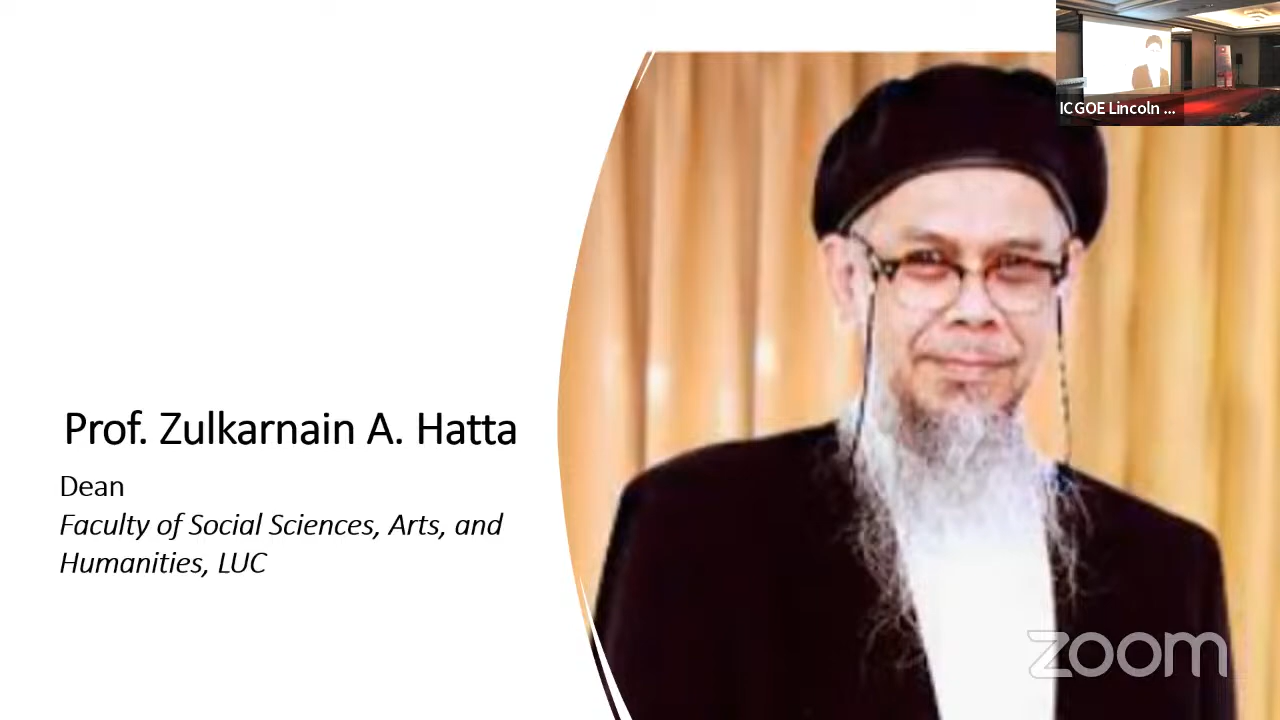 ICGOE Lincoln ...
Prof. Zulkarnain A. Hatta
Dean
Faculty of Social Sciences, Arts, and
Humanities, LUC
zoom